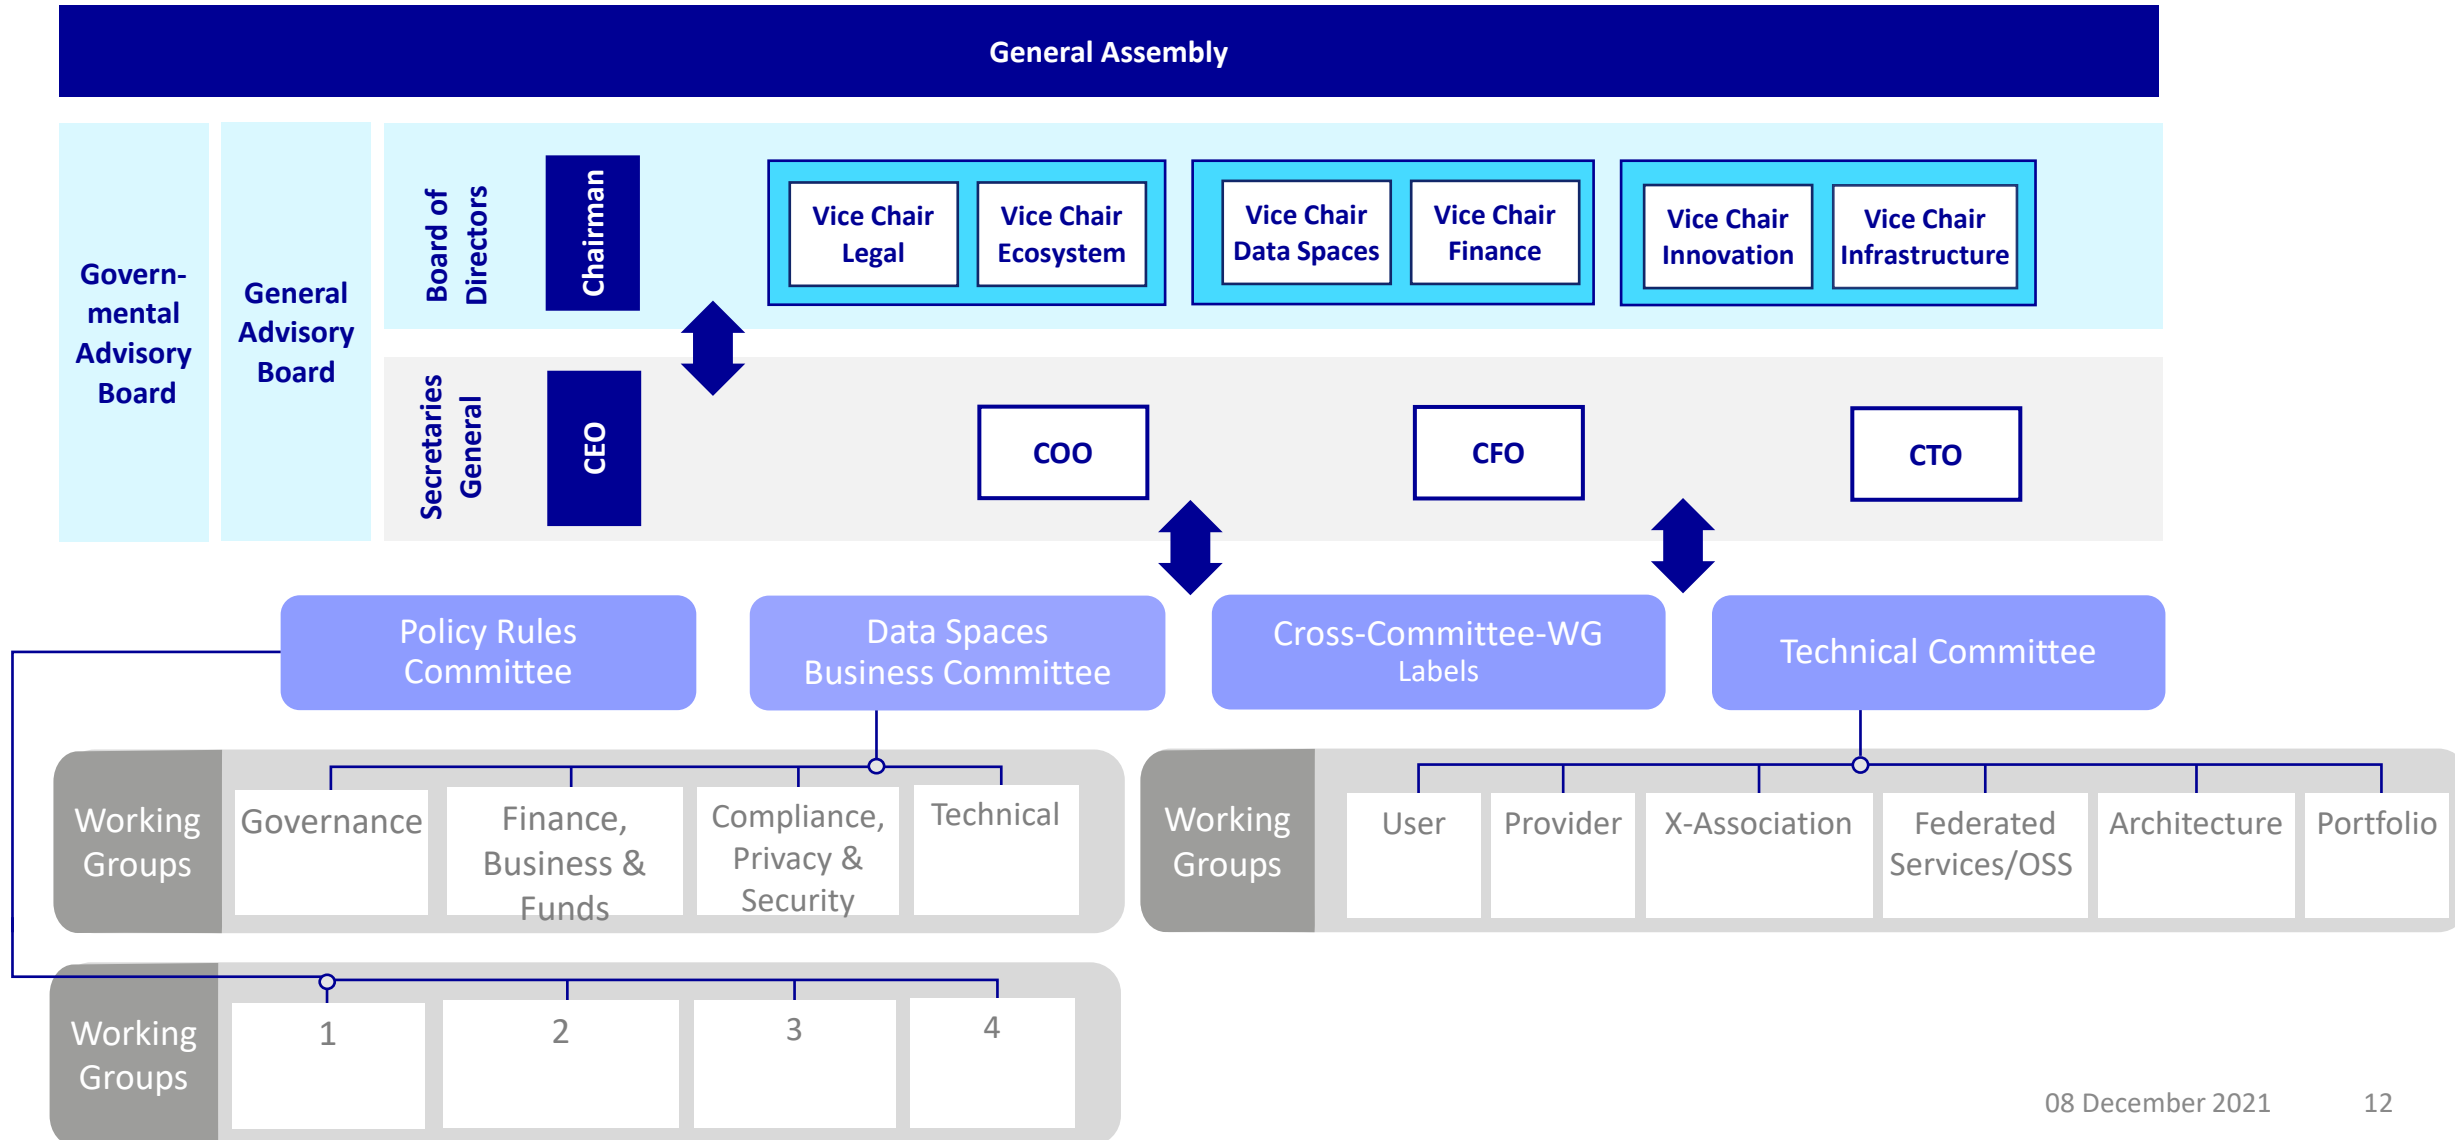 General Assembly
Govern-
mental
Advisory
Board
General
Advisory
Board
Board of
Directors
Chairman
Vice Chair
Legal
Vice Chair
Ecosystem
Vice Chair
Data Spaces
Vice Chair
Finance
Vice Chair
Innovation
Vice Chair
Infrastructure
Secretaries
General
CEO
COO
CFO
CTO
Policy Rules
Committee
Data Spaces
Business Committee
Cross-Committee-WG
Labels
Technical Committee
Working
Groups
Governance
Finance,
Business &
Funds
Compliance,
Privacy &
Security
Technical
Working
Groups
User
Provider
X-Association
Federated
Services/OSS
Architecture
Portfolio
Working
Groups
1
2
3
4
08 December 2021
12